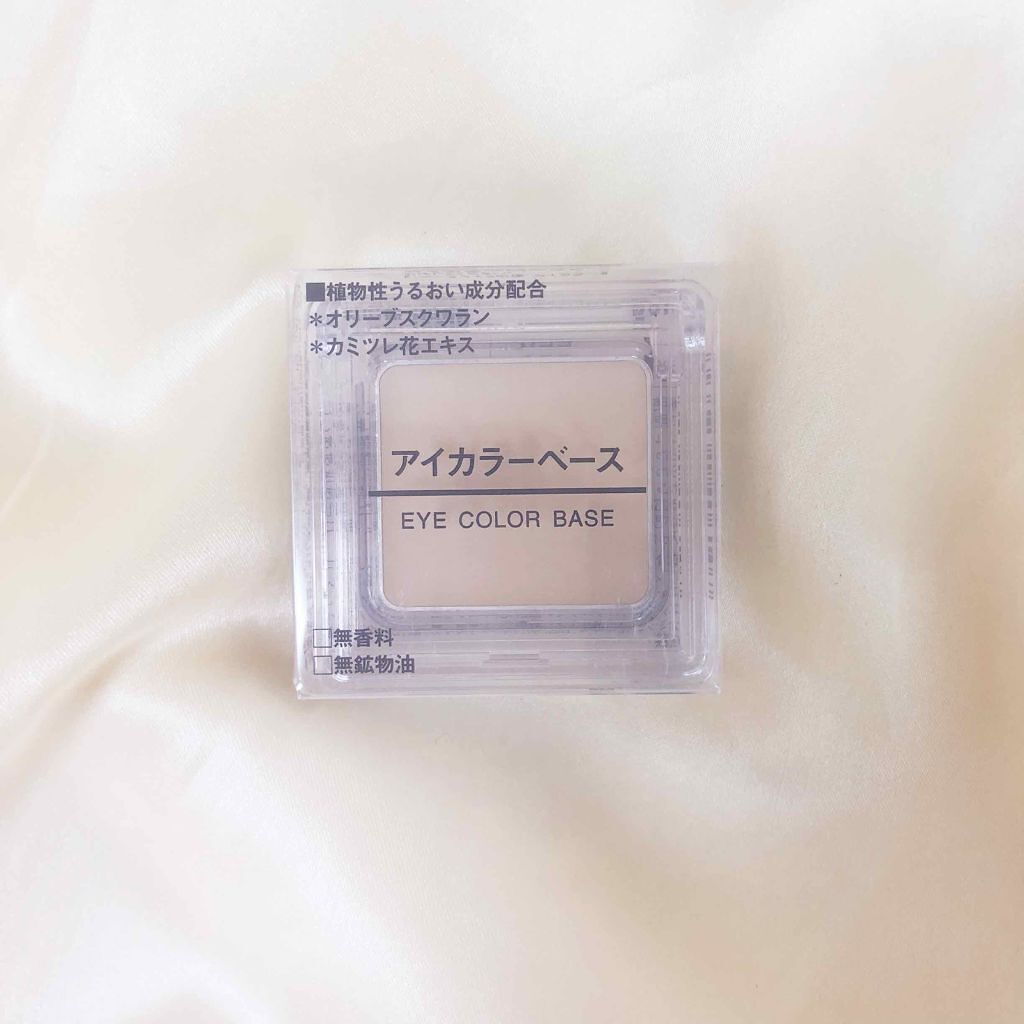 ■植物性うるおい成分配合
*オリーブスクワラン
*カミツレ花エキス
アイカラーベース
EYE COLOR BASE
□無香料
□無鉱物油